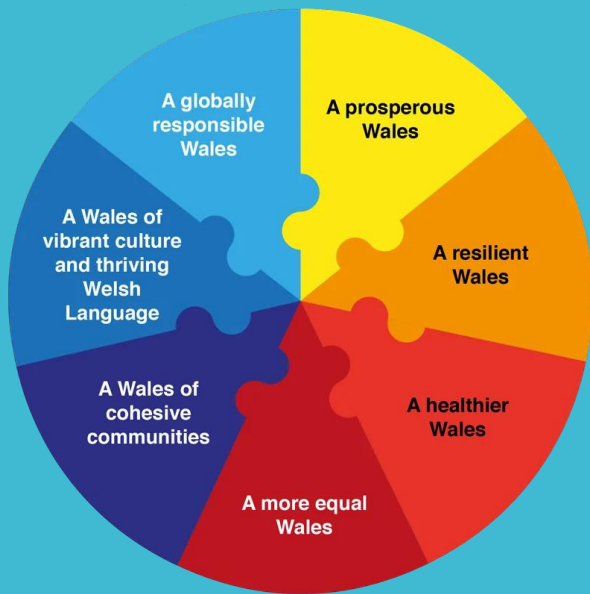 A globally
responsible
Wales
A prosperous
Wales
A resilient
Wales
A healthier
Wales
A more equal
Wales
A Wales of
cohesive
communities
A Wales of
vibrant culture
and thriving
Welsh
Language